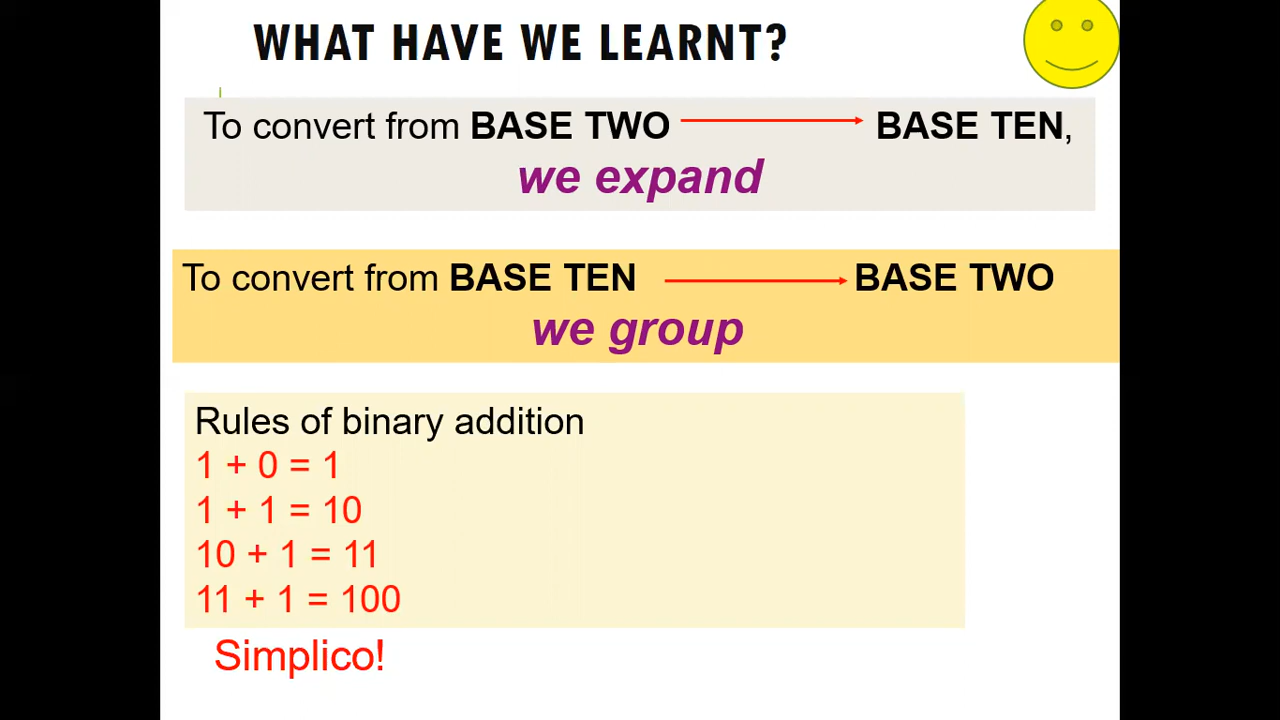 WHAT HAVE WE LEARNT?
To convert from BASE TWO BASE TEN,
we expand
To convert from BASE TEN BASE TWO
we group
Rules of binary addition
1 + 0 = 1
1 + 1 = 10
10 + 1 = 11
11 + 1 = 100
Simplico!